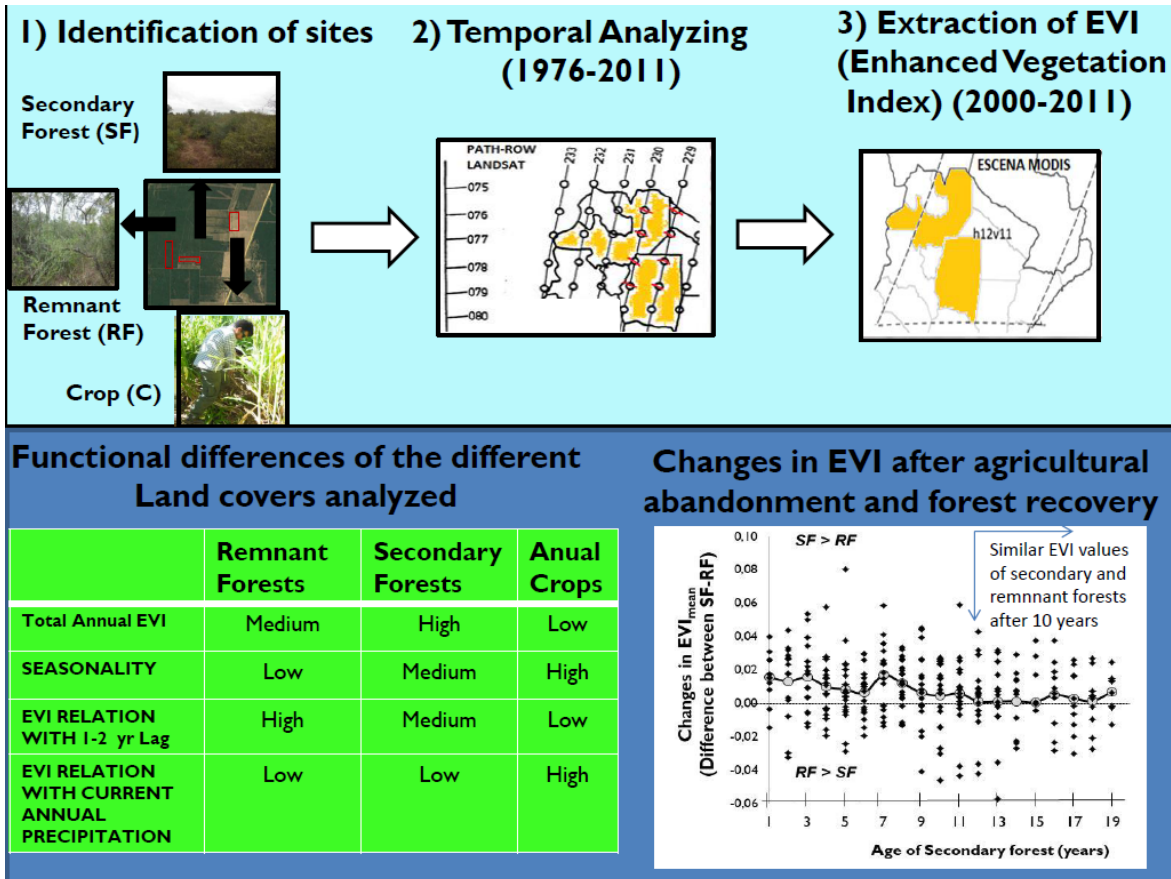 1) Identification of sites
Secondary
Forest (SF)
Remnant
Forest (RF)
Crop (C)
2) Temporal Analyzing
(1976-2011)
PATH-ROW
LANDSAT
233
232
231
230
229
075
076
077
078
079
080
3) Extraction of EVI
(Enhanced Vegetation
Index) (2000-2011)
ESCENA MODIS
h12v11
Functional differences of the different
Land covers analyzed
Remnant
Forests
Secondary
Forests
Anual
Crops
Total Annual EVI
Medium
High
Low
SEASONALITY
Low
Medium
High
EVI RELATION
WITH 1-2 yr Lag
High
Medium
Low
EVI RELATION
WITH CURRENT
ANNUAL
PRECIPITATION
Low
Low
High
Changes in EVI after agricultural
abandonment and forest recovery
Changes in EVImean
(Difference between SF-RF)
0,10
0,08
0,06
0,04
0,02
0,00
-0,02
-0,04
-0,06
SF > RF
RF > SF
Similar EVI values
of secondary and
remnnant forests
after 10 years
1 3 5 7 9 11 13 15 17 19
Age of Secondary forest (years)